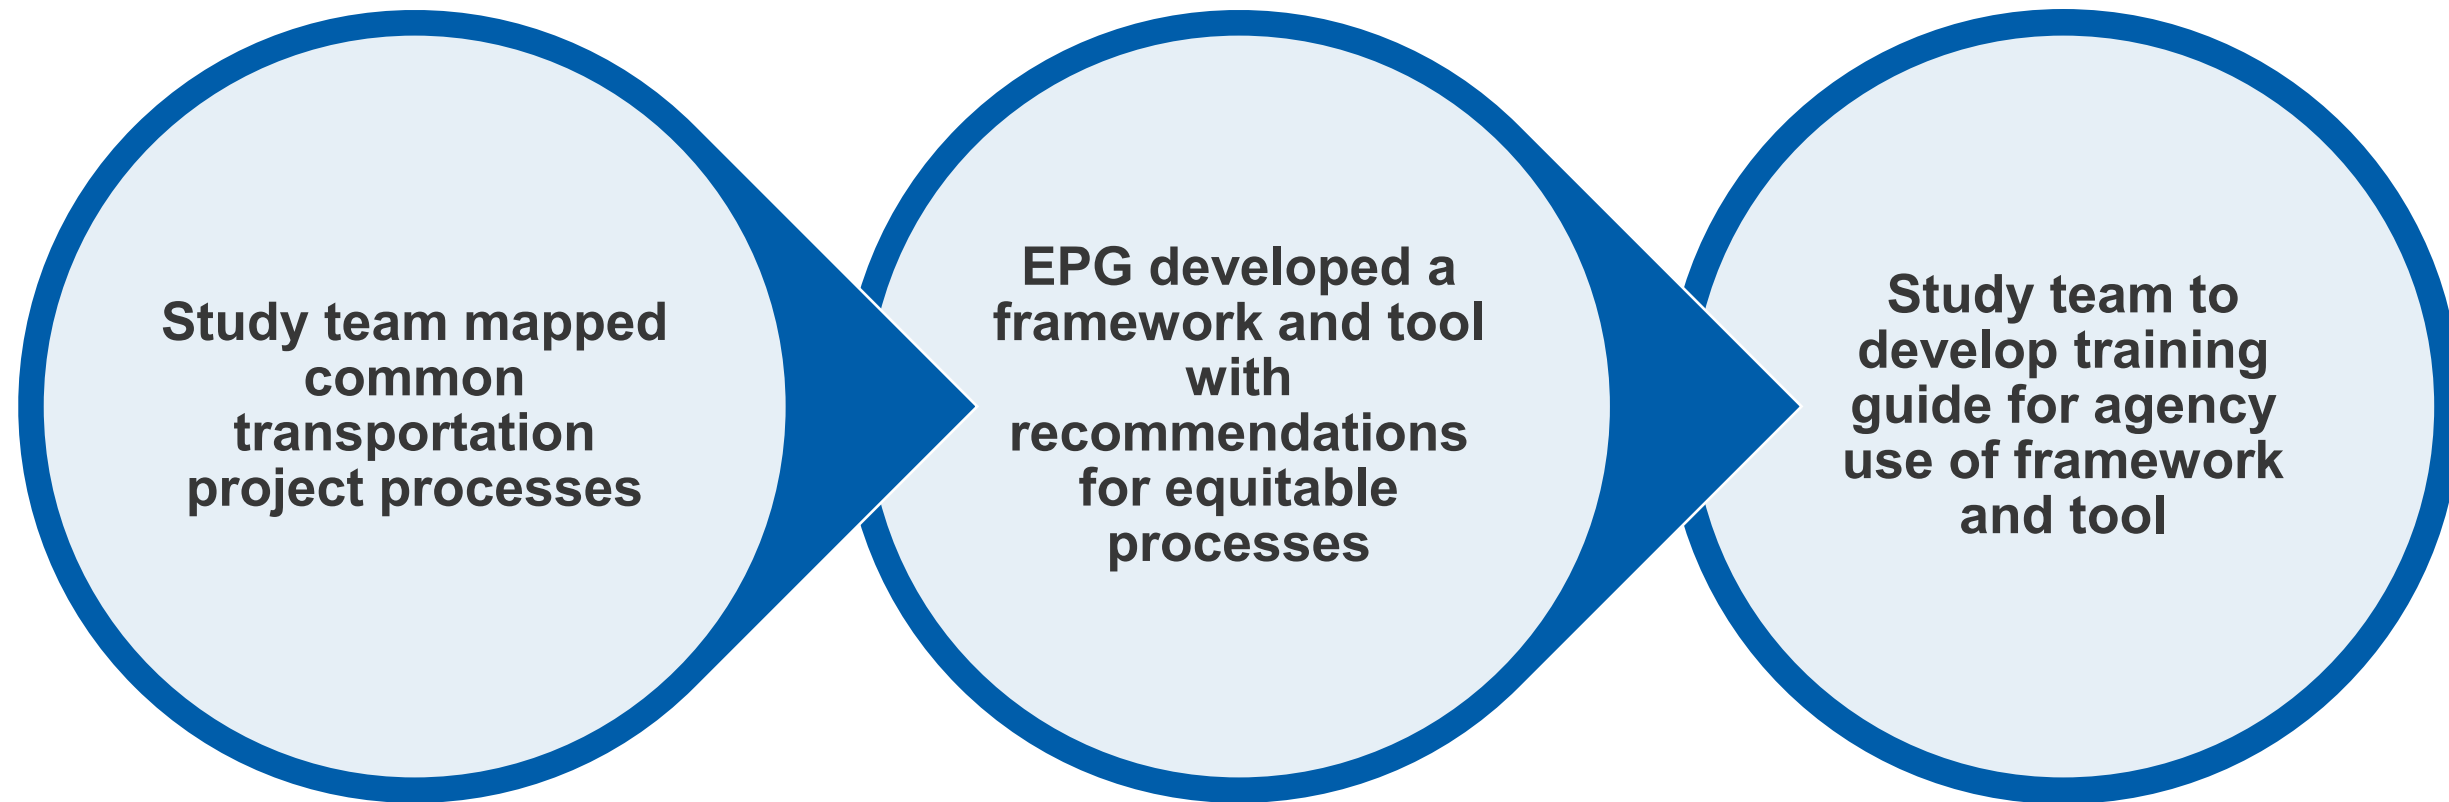 Study team mapped
common
transportation
project processes
EPG developed a
framework and tool
with
recommendations
for equitable
processes
Study team to
develop training
guide for agency
use of framework
and tool